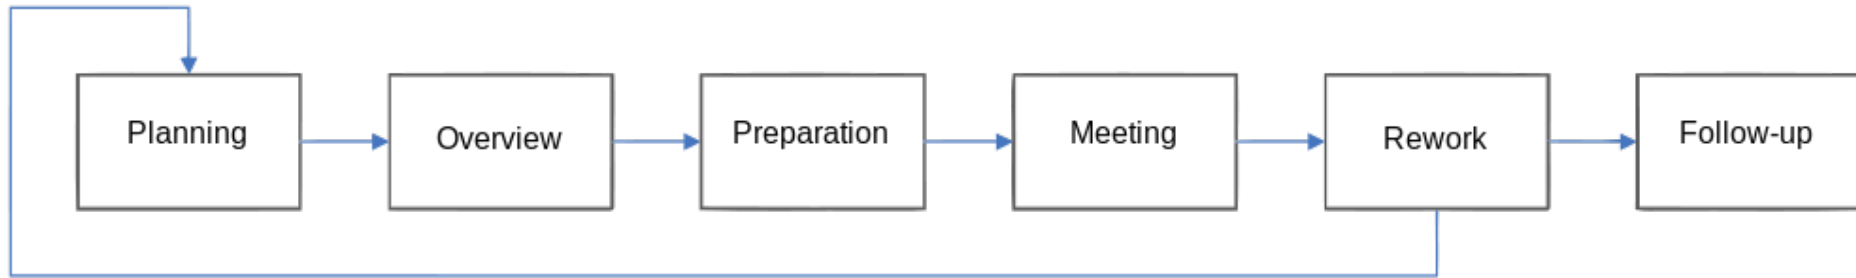 Planning
Overview
Preparation
Meeting
Rework
Follow-up